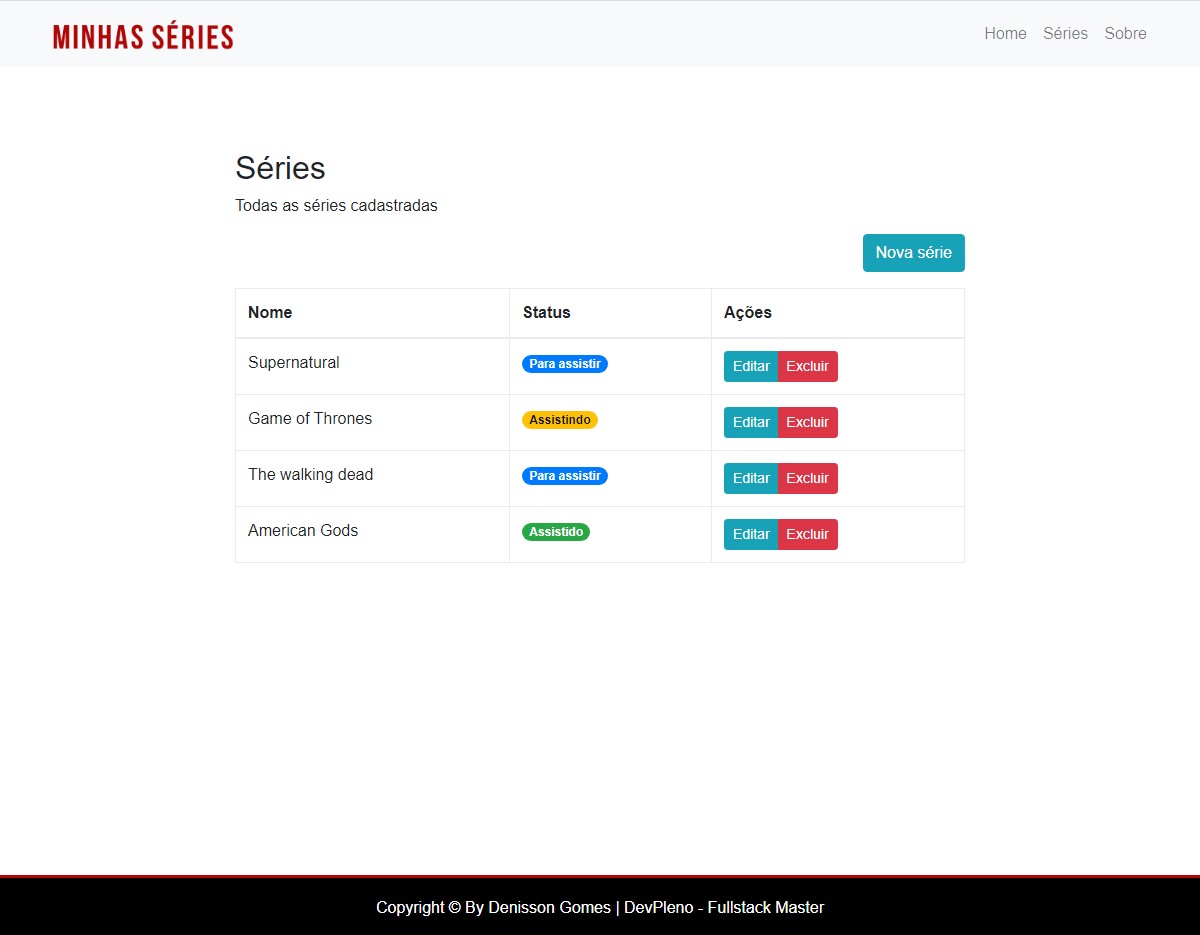 MINHAS SÉRIES
Home Séries Sobre
Séries
Todas as séries cadastradas
Nova série
Nome Status Ações
Supernatural Para assistir Editar Excluir
Game of Thrones Assistindo Editar Excluir
The walking dead Para assistir Editar Excluir
American Gods Assistido Editar Excluir
Copyright © By Denisson Gomes | DevPleno - Fullstack Master